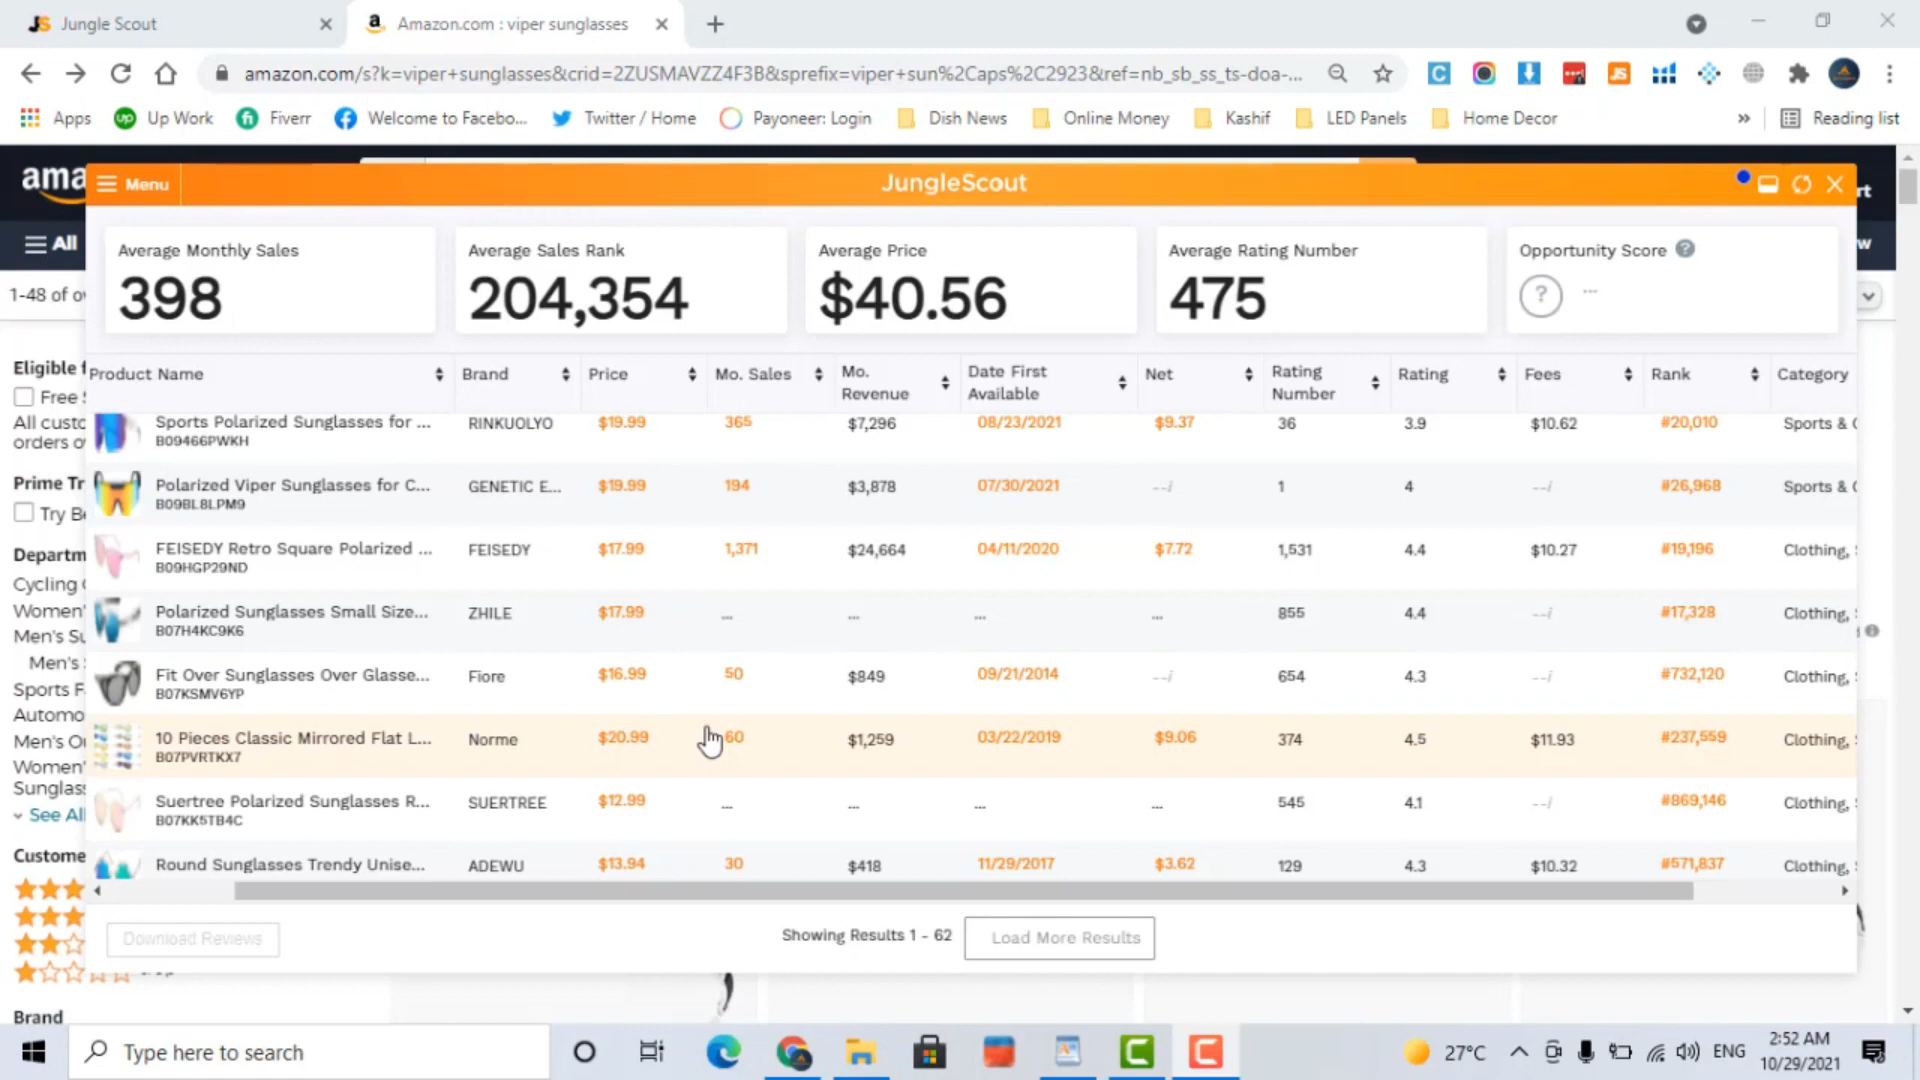 Jungle Scout
Amazon.com : viper sunglasses
amazon.com/s?k=viper+sunglasses&crid=2ZUSMAVZZ4F3B&sprefix=viper+sun%2Caps%2C2923&ref=nb_sb_ss_ts-doa-...
Apps
Up Work
Fiverr
Welcome to Facebo...
Twitter / Home
Payoneer: Login
Dish News
Online Money
Kashif
LED Panels
Home Decor
»
Reading list
Menu
JungleScout
All
Average Monthly Sales
398
Average Sales Rank
204,354
Average Price
$40.56
Average Rating Number
475
Opportunity Score ?
? ...
1-48 of
Product Name
Brand
Price
Mo. Sales
Mo. Revenue
Date First Available
Net
Rating Number
Rating
Fees
Rank
Category
Sports Polarized Sunglasses for ... RINKUOLYO $19.99 365 $7,296 08/23/2021 $9.37 36 3.9 $10.62 #20,010 Sports &
B09466PWKH
Polarized Viper Sunglasses for C... GENETIC E... $19.99 194 $3,878 07/30/2021 --i 1 4 --i #26,968 Sports &
B09BL8LPM9
FEISEDY Retro Square Polarized ... FEISEDY $17.99 1,371 $24,664 04/11/2020 $7.72 1,531 4.4 $10.27 #19,196 Clothing,
B09HGP29ND
Polarized Sunglasses Small Size... ZHILE $17.99 ... ... ... ... 855 4.4 --i #17,328 Clothing,
B07H4KC9K6
Fit Over Sunglasses Over Glasse... Fiore $16.99 50 $849 09/21/2014 --i 654 4.3 --i #732,120 Clothing,
B07KSMV6YP
10 Pieces Classic Mirrored Flat L... Norme $20.99 60 $1,259 03/22/2019 $9.06 374 4.5 $11.93 #237,559 Clothing,
B07PVRTKX7
Suertree Polarized Sunglasses R... SUERTREE $12.99 ... ... ... ... 545 4.1 --i #869,146 Clothing,
B07KK5TB4C
Round Sunglasses Trendy Unise... ADEWU $13.94 30 $418 11/29/2017 $3.62 129 4.3 $10.32 #571,837 Clothing,
Eligible
Free
All
orders
Prime
Try
Cycling
Men's
Sports
See All
Brand
Download Reviews
Showing Results 1 - 62
Load More Results
Type here to search
27°C
ENG
2:52 AM
10/29/2021